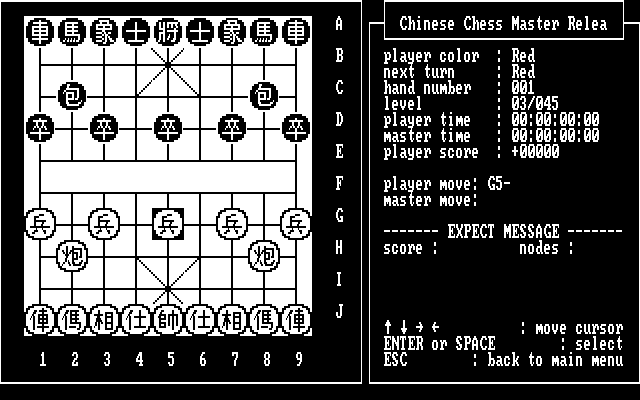 車馬象士將士象馬車 A
B
包 包 C
卒 卒 卒 卒 卒 D
E
F
兵 兵 兵 兵 兵 G
炮 炮 H
I
俥傌相仕帥仕相傌俥 J
1 2 3 4 5 6 7 8 9
Chinese Chess Master Relea
player color : Red
next turn : Red
hand number : 001
level : 03/045
player time : 00:00:00:00
master time : 00:00:00:00
player score : +00000
player move: G5-
master move:
------- EXPECT MESSAGE -------
score : nodes :
↑ ↓ → ← : move cursor
ENTER or SPACE : select
ESC : back to main menu